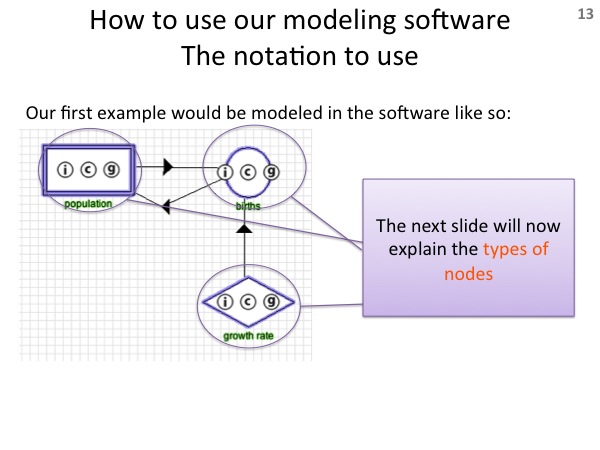 13
How to use our modeling software
The notation to use
Our first example would be modeled in the software like so:
i c g
population
i c g
births
i c g
growth rate
The next slide will now
explain the types of
nodes